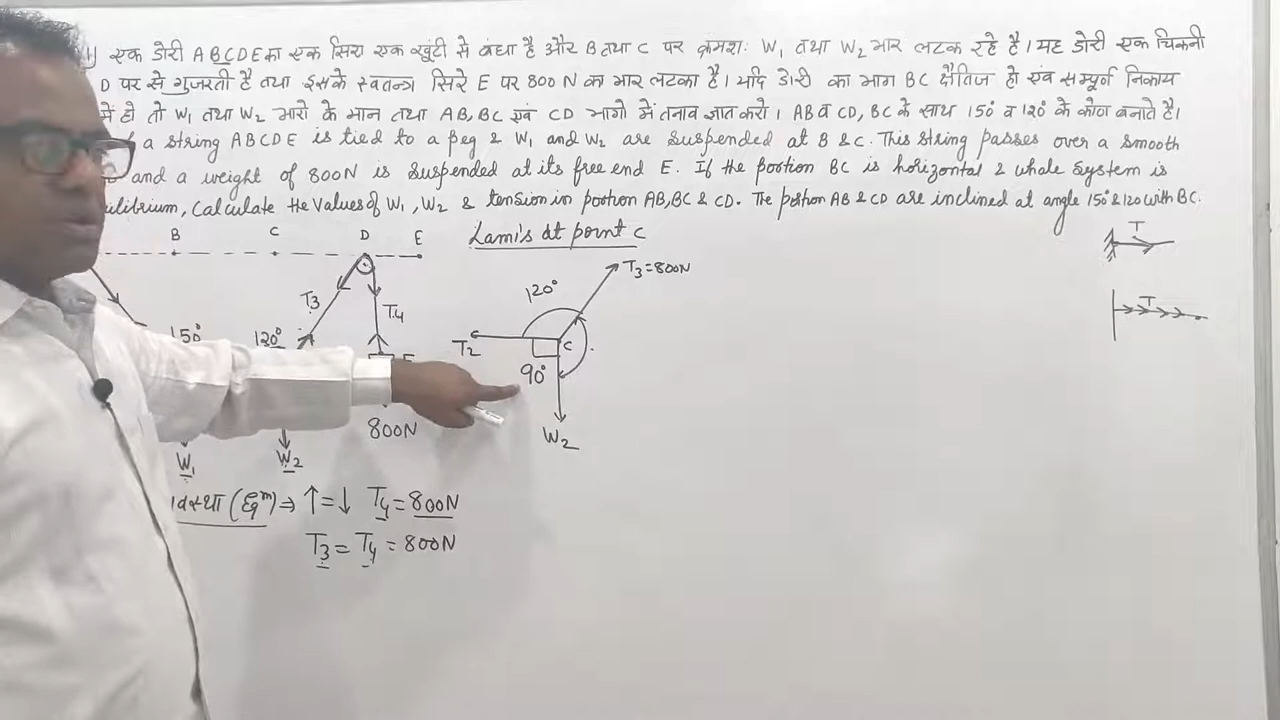 एक डोरी ABCDE का एक सिरा एक खूंटी से बंधा है और B तथा C पर क्रमशः W₁ तथा W₂ भार लटक रहे है। यह डोरी एक चिकनी
D पर से गुजरती है तथा इसके स्वतन्त्र सिरे E पर 800 N का भार लटका है। यदि डोरी का भाग BC क्षैतिज हो एवं सम्पूर्ण निकाय
में हो तो W₁ तथा W₂ भारो के मान तथा AB, BC एवं CD भागो में तनाव ज्ञात करो। AB व CD, BC के साथ 150° व 120° के कोण बनाते है।
a string ABCDE is tied to a peg & W₁ and W₂ are suspended at B & C. This string passes over a smooth
and a weight of 800N is suspended at its free end E. If the portion BC is horizontal & whole system is
Calculate the values of W₁, W₂ & tension in portion AB, BC & CD. The portion AB & CD are inclined at angle 150° & 120 with BC.
B C D E
Lami's at point C
T
T₃ = 800N
120°
T₃
T₄
T
150°
120°
T₂
C
90°
800N
W₂
W₁
W₂
(Eqm) ⇒ ↑=↓ T₄ = 800N
T₃ = T₄ = 800N